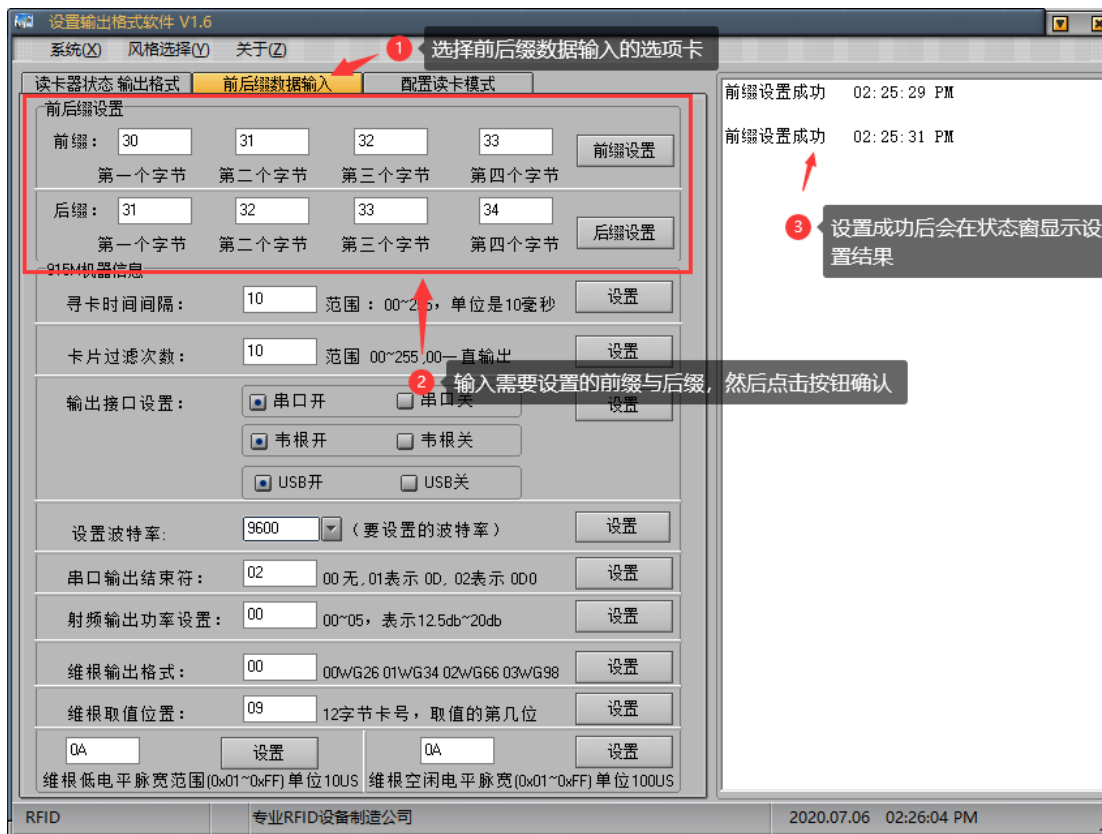 设置输出格式软件 V1.6
系统(X) 风格选择(Y) 关于(Z)
1 选择前后缀数据输入的选项卡
读卡器状态 输出格式 前后缀数据输入 配置读卡模式
前后缀设置
前缀： 30 31 32 33 前缀设置
第一个字节 第二个字节 第三个字节 第四个字节
后缀： 31 32 33 34 后缀设置
第一个字节 第二个字节 第三个字节 第四个字节
前缀设置成功 02:25:29 PM
前缀设置成功 02:25:31 PM
3 设置成功后会在状态窗显示设
置结果
915M机器信息
寻卡时间间隔： 10 范围：00~255，单位是10毫秒 设置
卡片过滤次数： 10 范围 00~255,00一直输出 设置
2 输入需要设置的前缀与后缀，然后点击按钮确认
输出接口设置： 串口开 串口关 设置
韦根开 韦根关
USB开 USB关
设置波特率: 9600 （要设置的波特率） 设置
串口输出结束符： 02 00 无,01表示 0D, 02表示 0D0 设置
射频输出功率设置： 00 00~05，表示12.5db~20db 设置
维根输出格式： 00 00WG26 01WG34 02WG66 03WG98 设置
维根取值位置： 09 12字节卡号，取值的第几位 设置
0A 设置 0A 设置
维根低电平脉宽范围(0x01~0xFF)单位10US 维根空闲电平脉宽(0x01~0xFF)单位100US
RFID 专业RFID设备制造公司 2020.07.06 02:26:04 PM